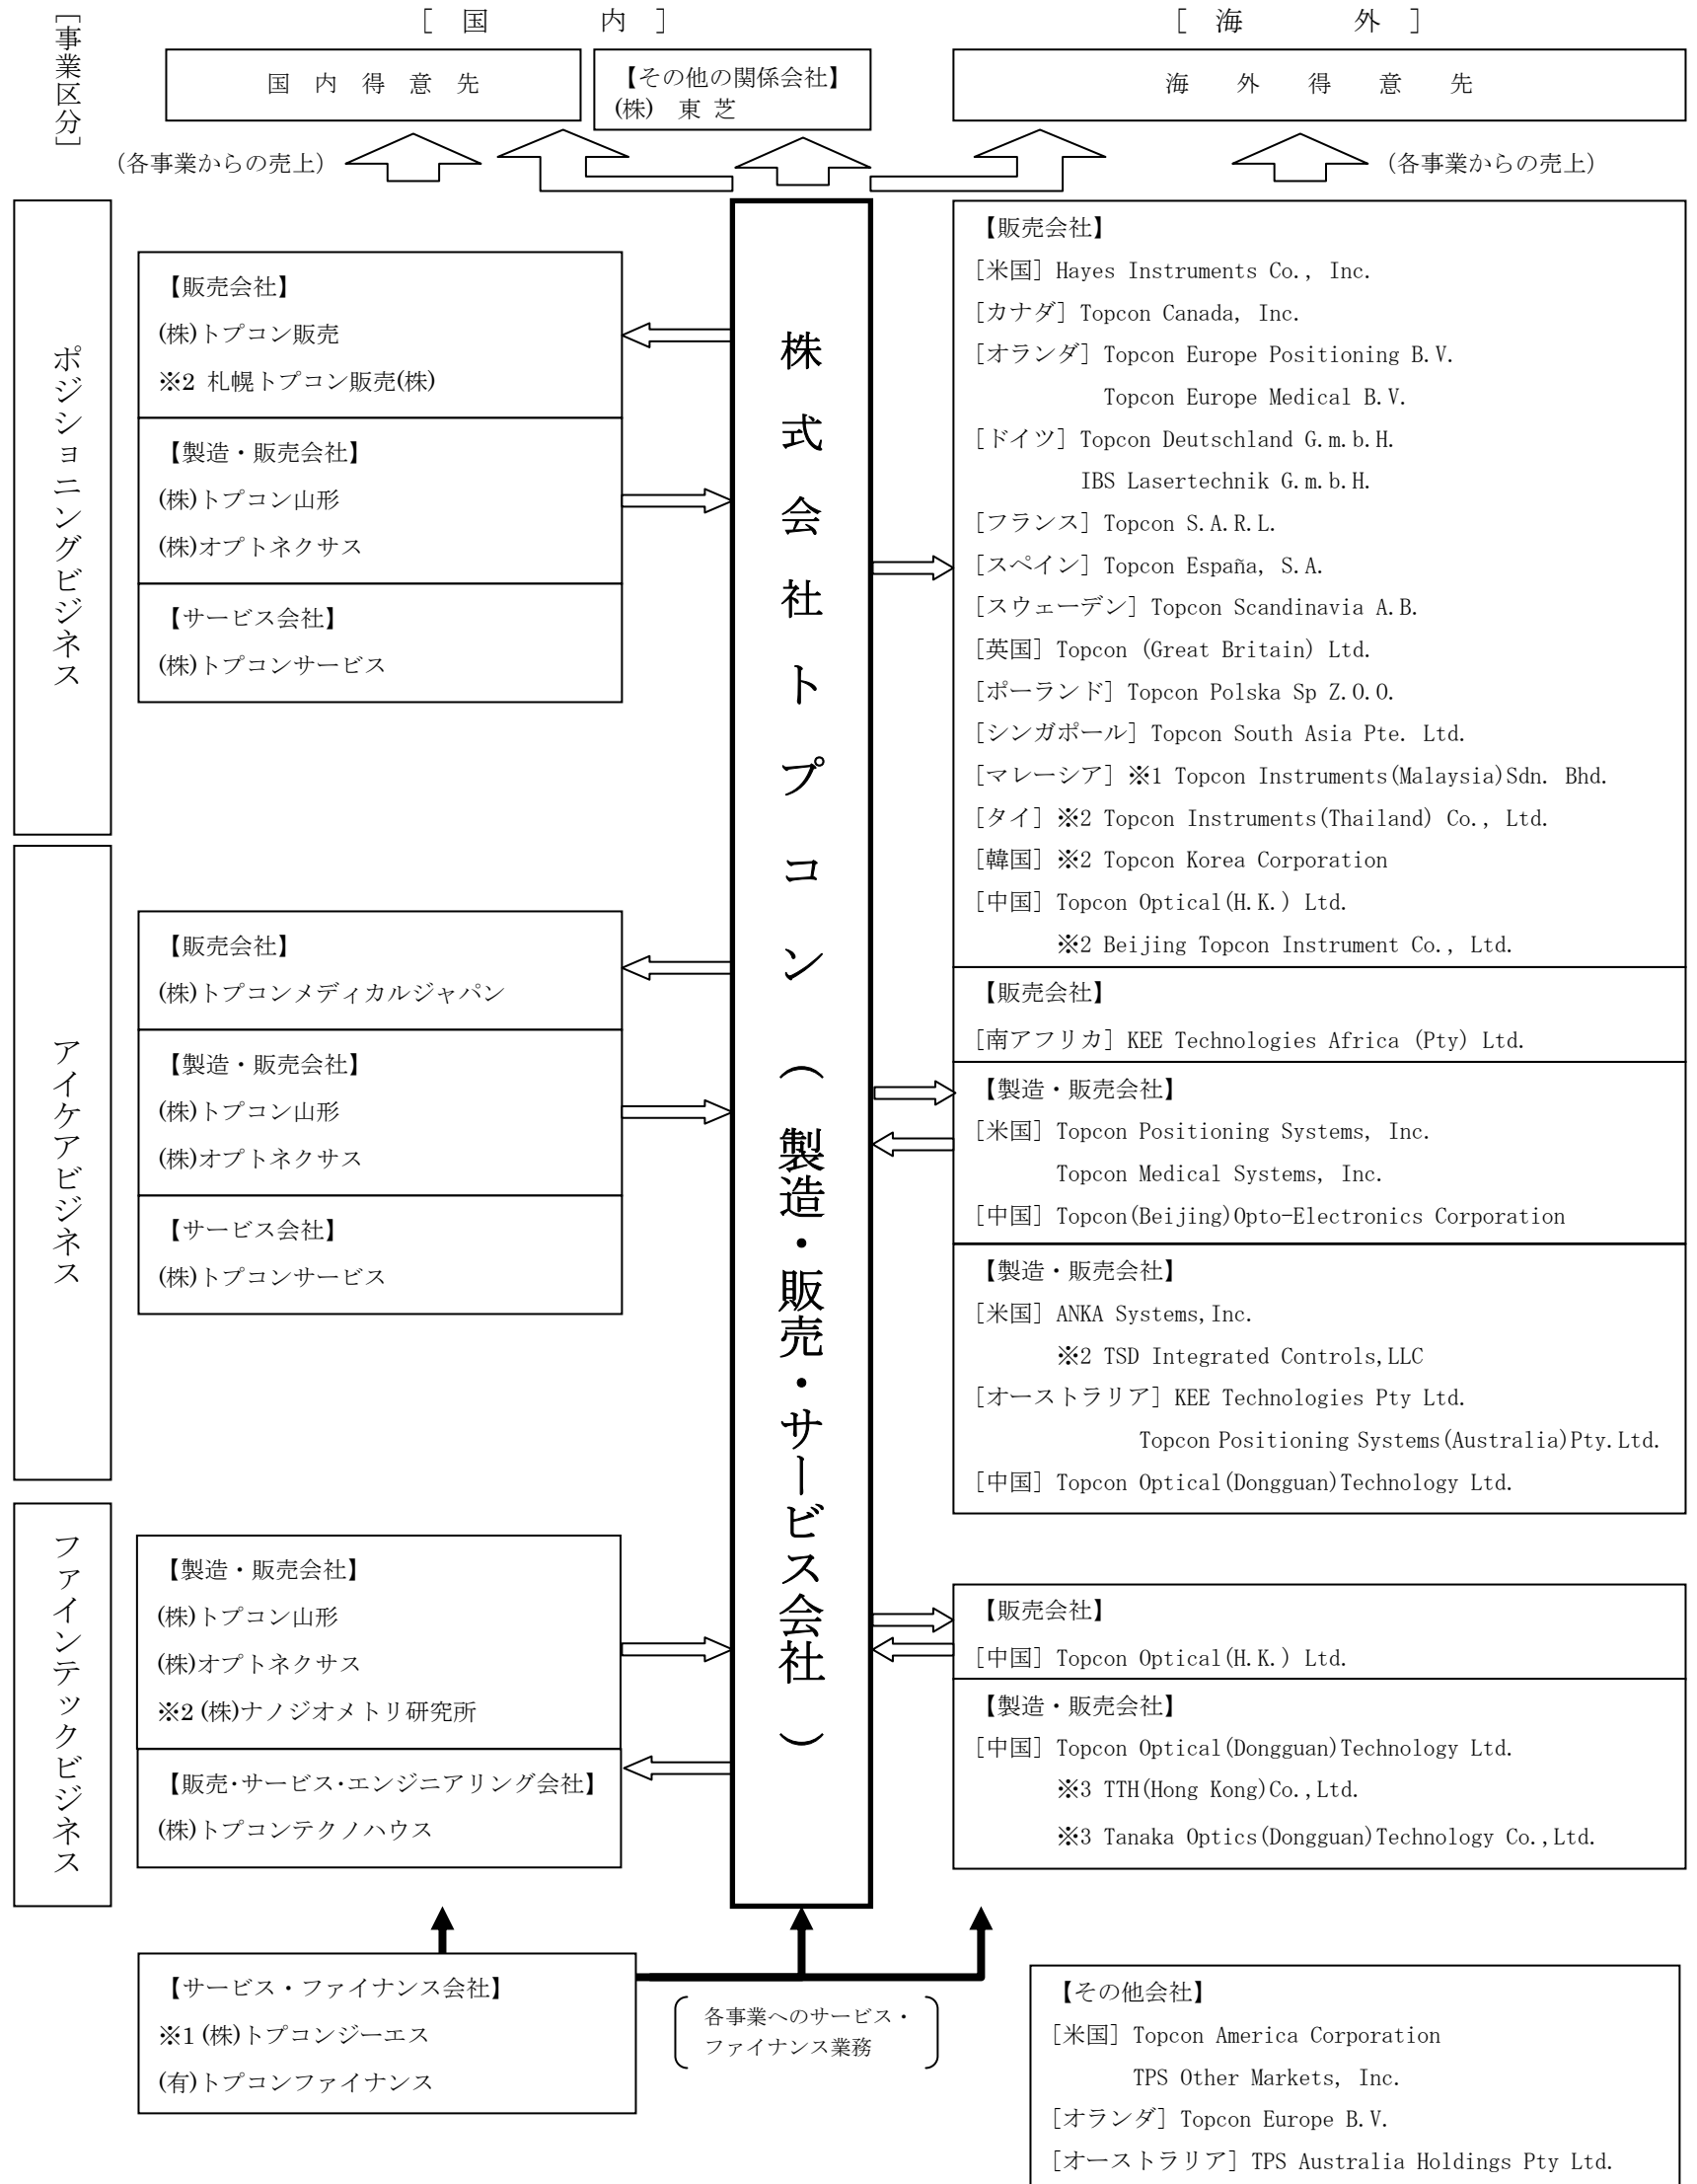 ［事業区分］
［　国　　　　内　］
［　海　　　　外　］
国　内　得　意　先
【その他の関係会社】
(株)　東 芝
海　外　得　意　先
（各事業からの売上）
（各事業からの売上）
ポジショニングビジネス
【販売会社】
(株)トプコン販売
※2 札幌トプコン販売(株)
【製造・販売会社】
(株)トプコン山形
(株)オプトネクサス
【サービス会社】
(株)トプコンサービス
アイケアビジネス
【販売会社】
(株)トプコンメディカルジャパン
【製造・販売会社】
(株)トプコン山形
(株)オプトネクサス
【サービス会社】
(株)トプコンサービス
ファインテックビジネス
【製造・販売会社】
(株)トプコン山形
(株)オプトネクサス
※2 (株)ナノジオメトリ研究所
【販売・サービス・エンジニアリング会社】
(株)トプコンテクノハウス
株式会社トプコン（製造・販売・サービス会社）
【販売会社】
［米国］Hayes Instruments Co., Inc.
［カナダ］Topcon Canada, Inc.
［オランダ］Topcon Europe Positioning B.V.
Topcon Europe Medical B.V.
［ドイツ］Topcon Deutschland G.m.b.H.
IBS Lasertechnik G.m.b.H.
［フランス］Topcon S.A.R.L.
［スペイン］Topcon España, S.A.
［スウェーデン］Topcon Scandinavia A.B.
［英国］Topcon (Great Britain) Ltd.
［ポーランド］Topcon Polska Sp Z.O.O.
［シンガポール］Topcon South Asia Pte. Ltd.
［マレーシア］※1 Topcon Instruments(Malaysia)Sdn. Bhd.
［タイ］※2 Topcon Instruments(Thailand) Co., Ltd.
［韓国］※2 Topcon Korea Corporation
［中国］Topcon Optical(H.K.) Ltd.
※2 Beijing Topcon Instrument Co., Ltd.
【販売会社】
［南アフリカ］KEE Technologies Africa (Pty) Ltd.
【製造・販売会社】
［米国］Topcon Positioning Systems, Inc.
Topcon Medical Systems, Inc.
［中国］Topcon(Beijing)Opto-Electronics Corporation
【製造・販売会社】
［米国］ANKA Systems,Inc.
※2 TSD Integrated Controls,LLC
［オーストラリア］KEE Technologies Pty Ltd.
Topcon Positioning Systems(Australia)Pty.Ltd.
［中国］Topcon Optical(Dongguan)Technology Ltd.
【販売会社】
［中国］Topcon Optical(H.K.) Ltd.
【製造・販売会社】
［中国］Topcon Optical(Dongguan)Technology Ltd.
※3 TTH(Hong Kong)Co.,Ltd.
※3 Tanaka Optics(Dongguan)Technology Co.,Ltd.
【サービス・ファイナンス会社】
※1 (株)トプコンジーエス
(有)トプコンファイナンス
各事業へのサービス・
ファイナンス業務
【その他会社】
［米国］Topcon America Corporation
TPS Other Markets, Inc.
［オランダ］Topcon Europe B.V.
［オーストラリア］TPS Australia Holdings Pty Ltd.